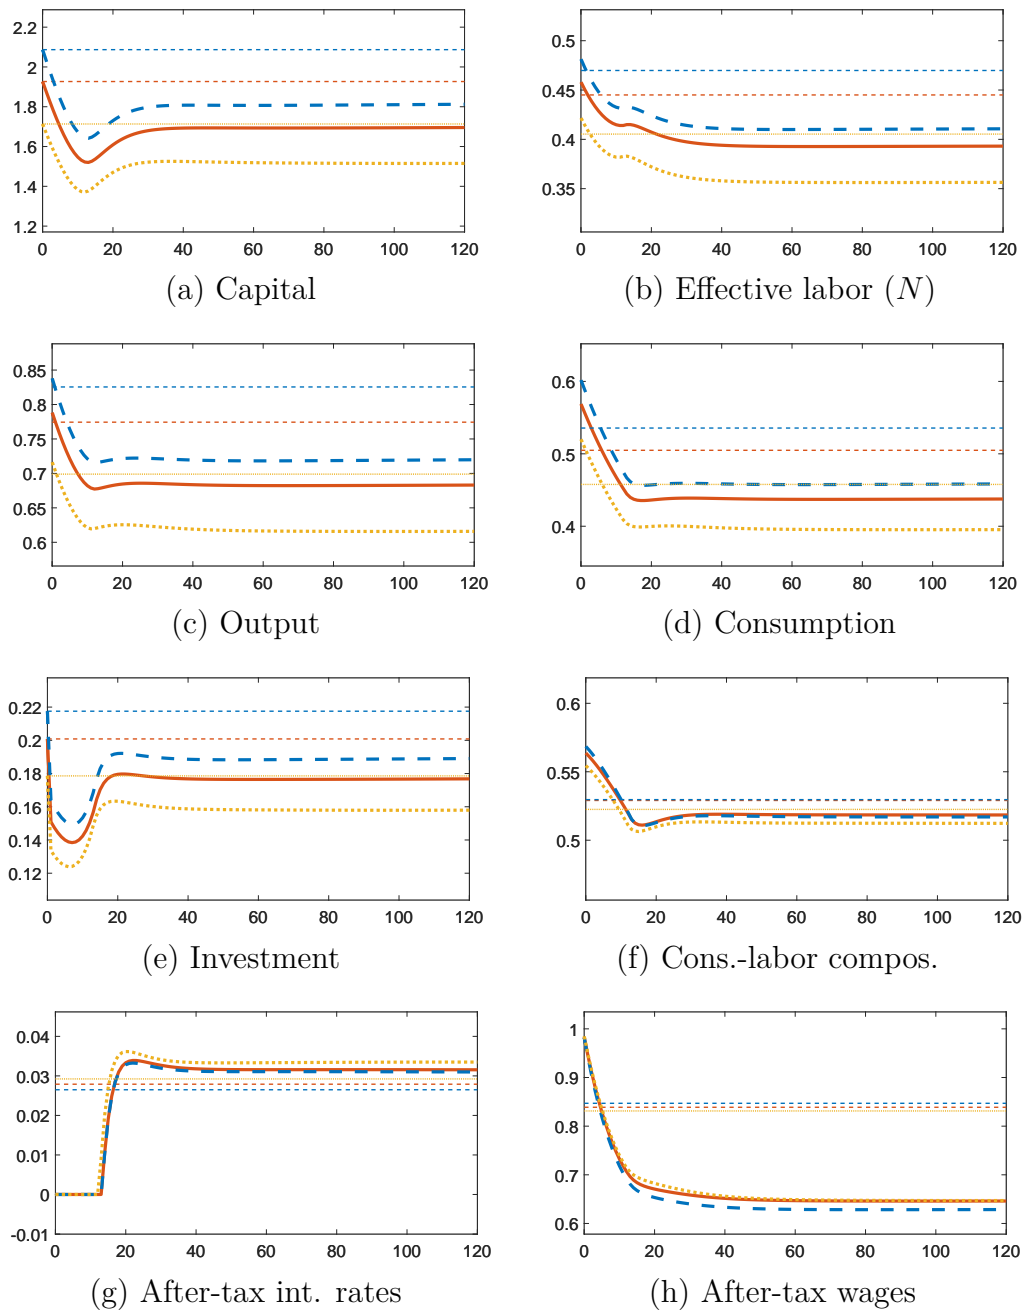 2.2
2
1.8
1.6
1.4
1.2
0 20 40 60 80 100 120
(a) Capital
0.5
0.45
0.4
0.35
0 20 40 60 80 100 120
(b) Effective labor (N)
0.85
0.8
0.75
0.7
0.65
0.6
0 20 40 60 80 100 120
(c) Output
0.6
0.5
0.4
0 20 40 60 80 100 120
(d) Consumption
0.22
0.2
0.18
0.16
0.14
0.12
0 20 40 60 80 100 120
(e) Investment
0.6
0.55
0.5
0 20 40 60 80 100 120
(f) Cons.-labor compos.
0.04
0.03
0.02
0.01
0
-0.01
0 20 40 60 80 100 120
(g) After-tax int. rates
1
0.9
0.8
0.7
0.6
0 20 40 60 80 100 120
(h) After-tax wages